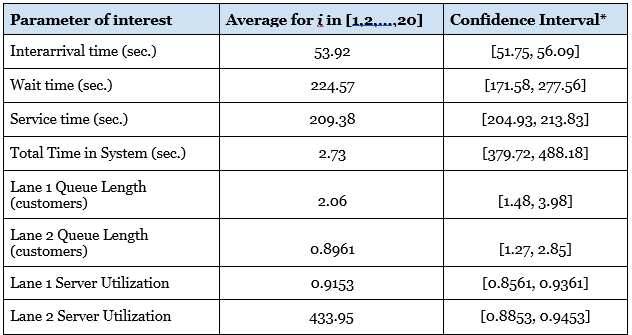 Parameter of interest Average for i in [1,2,...,20] Confidence Interval*
Interarrival time (sec.) 53.92 [51.75, 56.09]
Wait time (sec.) 224.57 [171.58, 277.56]
Service time (sec.) 209.38 [204.93, 213.83]
Total Time in System (sec.) 2.73 [379.72, 488.18]
Lane 1 Queue Length
(customers) 2.06 [1.48, 3.98]
Lane 2 Queue Length
(customers) 0.8961 [1.27, 2.85]
Lane 1 Server Utilization 0.9153 [0.8561, 0.9361]
Lane 2 Server Utilization 433.95 [0.8853, 0.9453]